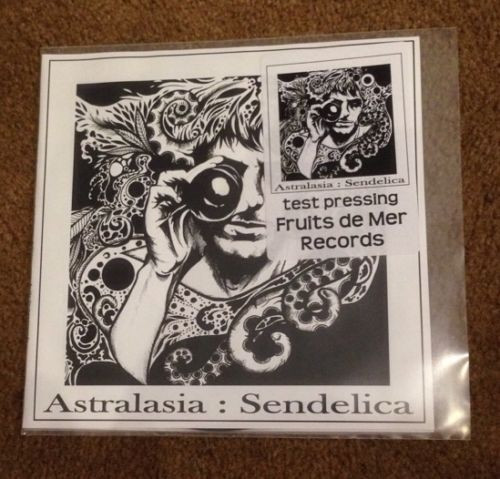 Astralasia : Sendelica
test pressing
Fruits de Mer
Records
Astralasia : Sendelica